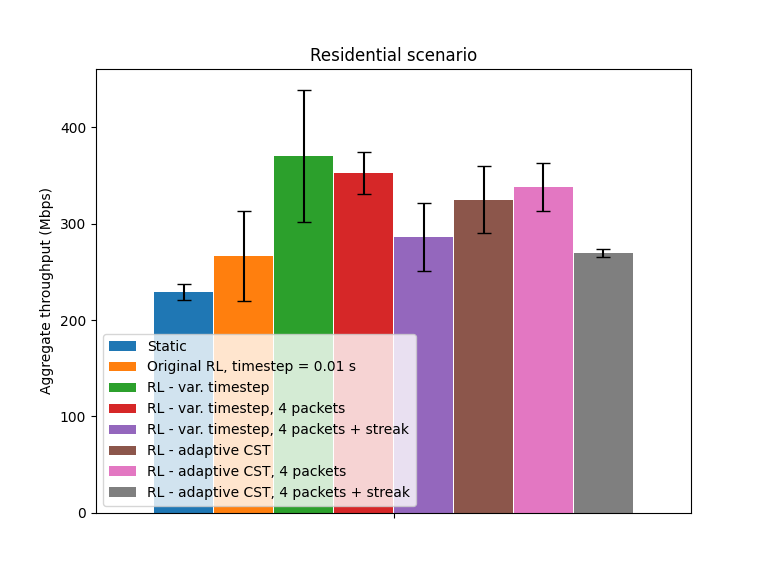 Residential scenario
Aggregate throughput (Mbps)
400
300
200
100
0
Static
Original RL, timestep = 0.01 s
RL - var. timestep
RL - var. timestep, 4 packets
RL - var. timestep, 4 packets + streak
RL - adaptive CST
RL - adaptive CST, 4 packets
RL - adaptive CST, 4 packets + streak